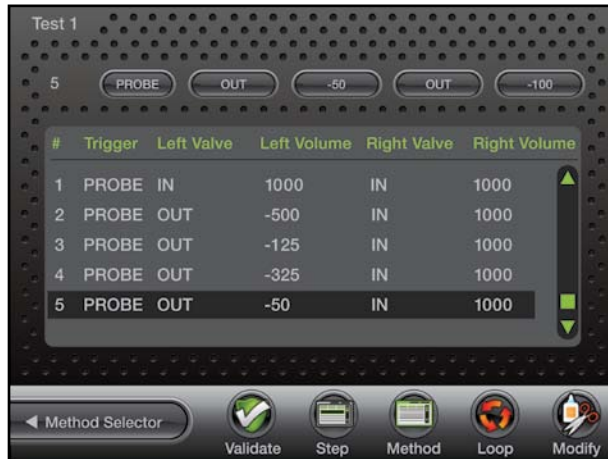 Test 1
5 PROBE OUT -50 OUT -100
# Trigger Left Valve Left Volume Right Valve Right Volume
1 PROBE IN 1000 IN 1000
2 PROBE OUT -500 IN 1000
3 PROBE OUT -125 IN 1000
4 PROBE OUT -325 IN 1000
5 PROBE OUT -50 IN 1000
Method Selector
Validate Step Method Loop Modify